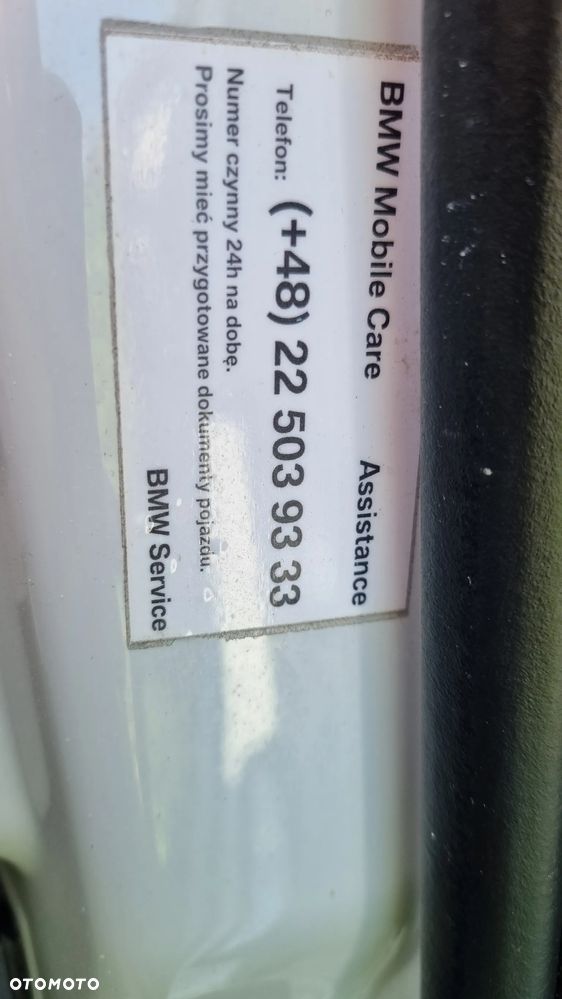 BMW Mobile Care Assistance
Telefon: (+48) 22 503 93 33
Numer czynny 24h na dobę.
Prosimy mieć przygotowane dokumenty pojazdu.
BMW Service
OTOMOTO